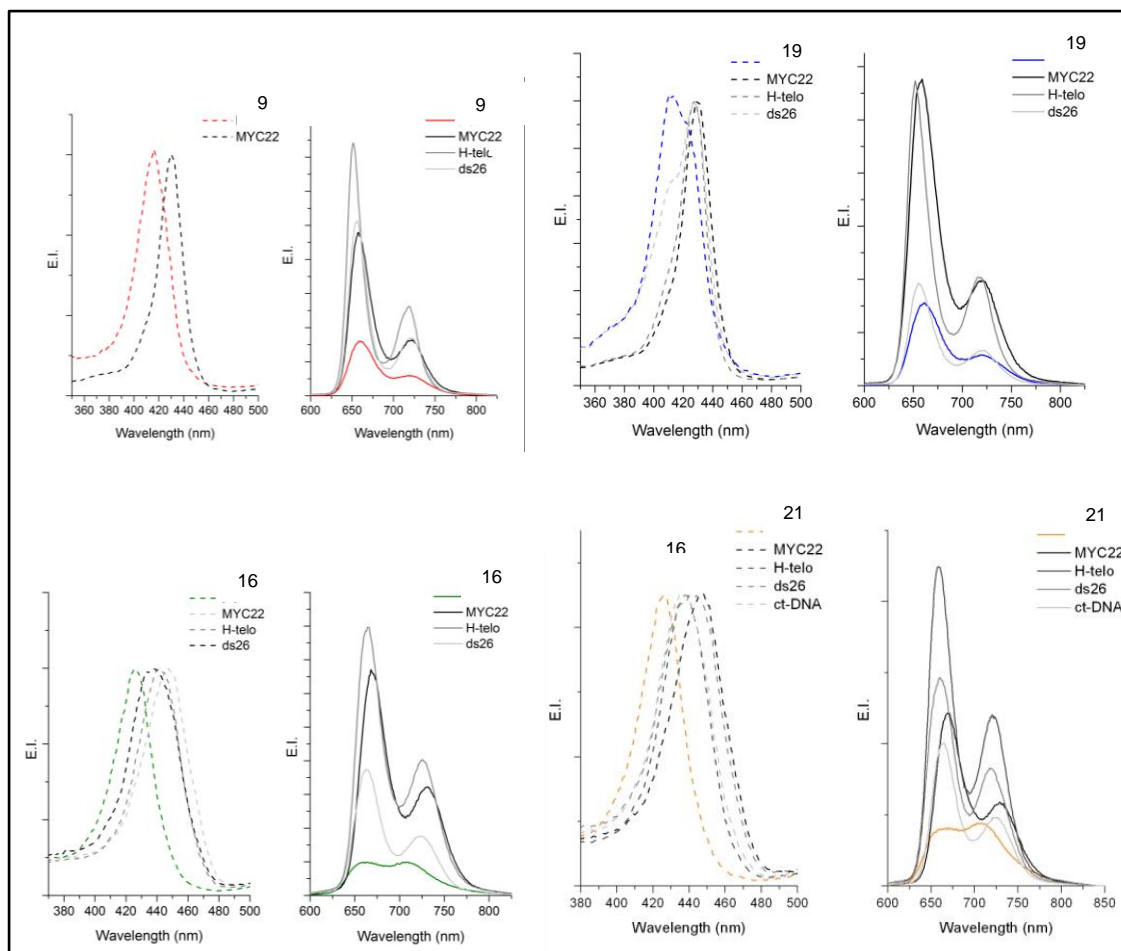 9
MYC22
E.I.
360 380 400 420 440 460 480 500
Wavelength (nm)
9
MYC22
H-telo
ds26
E.I.
600 650 700 750 800
Wavelength (nm)
19
MYC22
H-telo
ds26
E.I.
360 380 400 420 440 460 480 500
Wavelength (nm)
19
MYC22
H-telo
ds26
E.I.
600 650 700 750 800
Wavelength (nm)
16
MYC22
H-telo
ds26
E.I.
380 400 420 440 460 480 500
Wavelength (nm)
16
MYC22
H-telo
ds26
E.I.
600 650 700 750 800
Wavelength (nm)
21
16
MYC22
H-telo
ds26
ct-DNA
E.I.
380 400 420 440 460 480 500
Wavelength (nm)
21
MYC22
H-telo
ds26
ct-DNA
E.I.
600 650 700 750 800 850
Wavelength (nm)